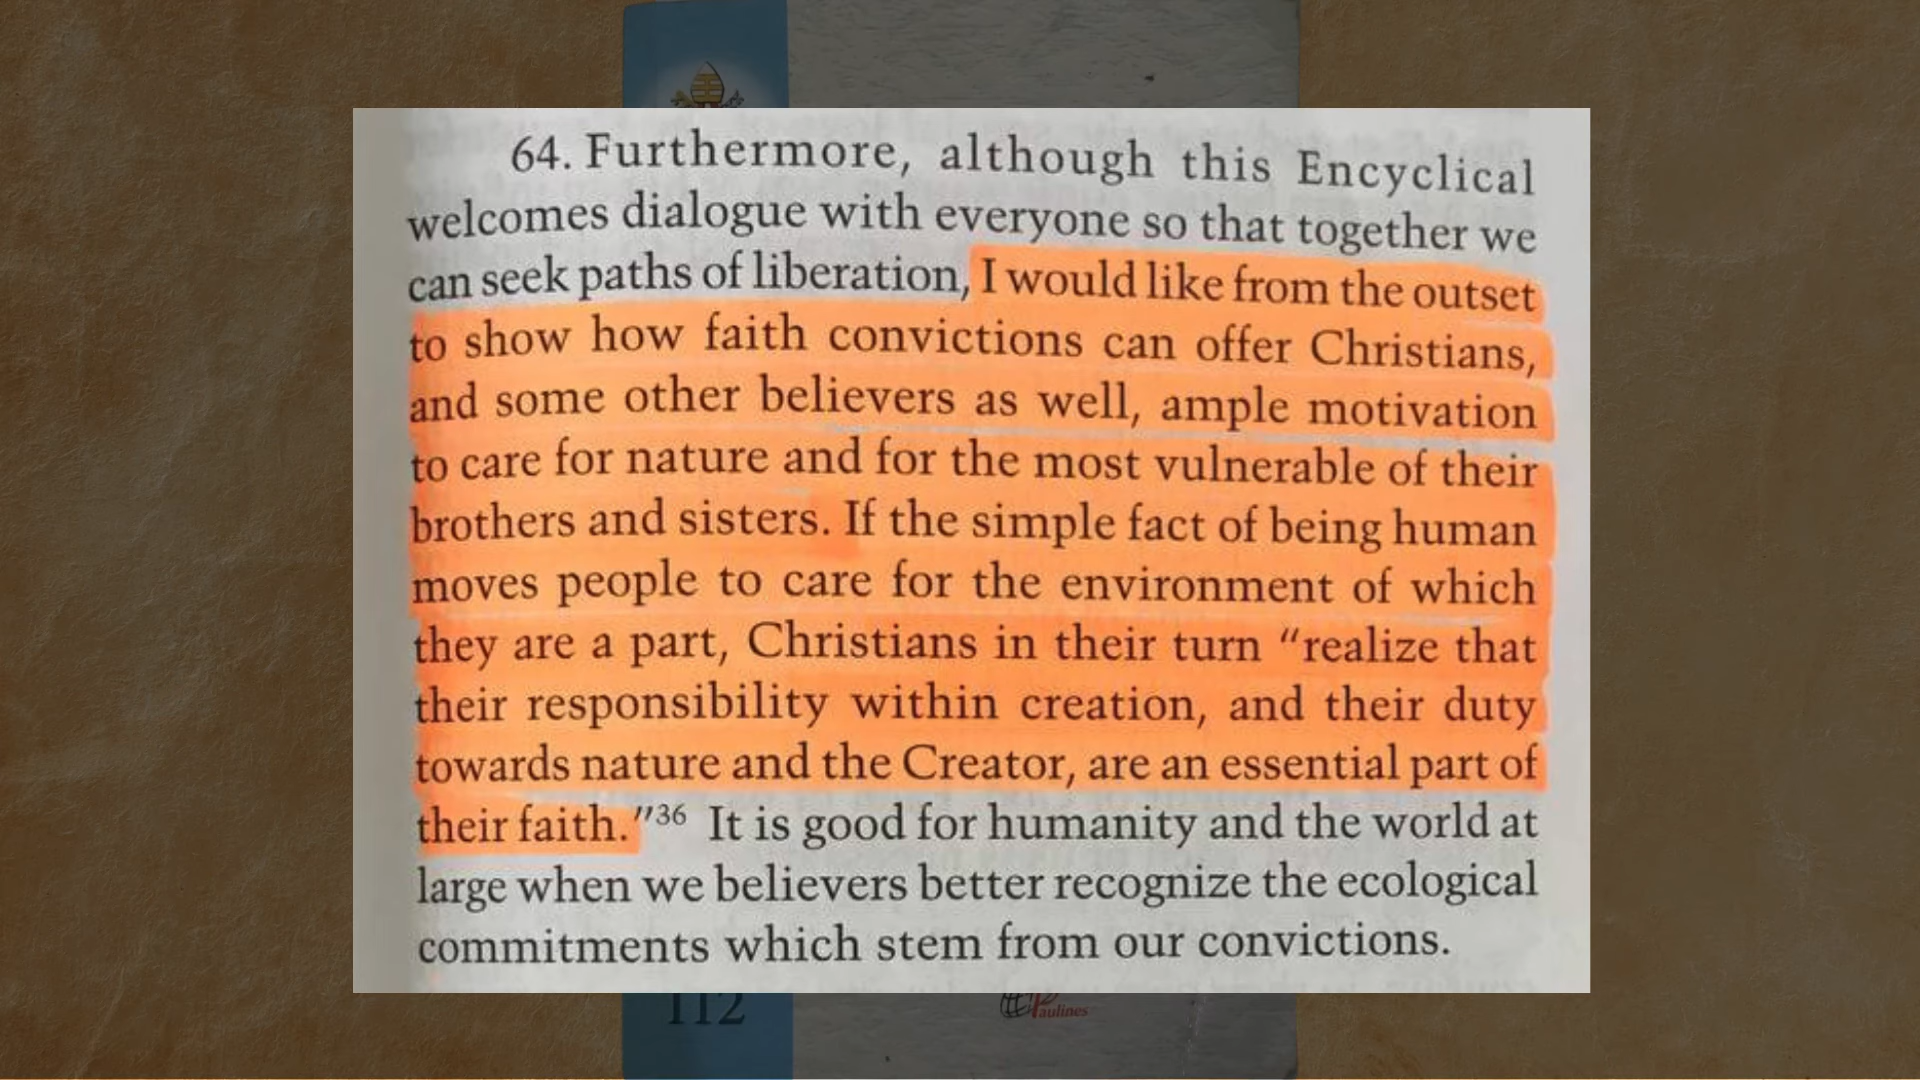 64. Furthermore, although this Encyclical
welcomes dialogue with everyone so that together we
can seek paths of liberation, I would like from the outset
to show how faith convictions can offer Christians,
and some other believers as well, ample motivation
to care for nature and for the most vulnerable of their
brothers and sisters. If the simple fact of being human
moves people to care for the environment of which
they are a part, Christians in their turn “realize that
their responsibility within creation, and their duty
towards nature and the Creator, are an essential part of
their faith.”36 It is good for humanity and the world at
large when we believers better recognize the ecological
commitments which stem from our convictions.
112
Paulines